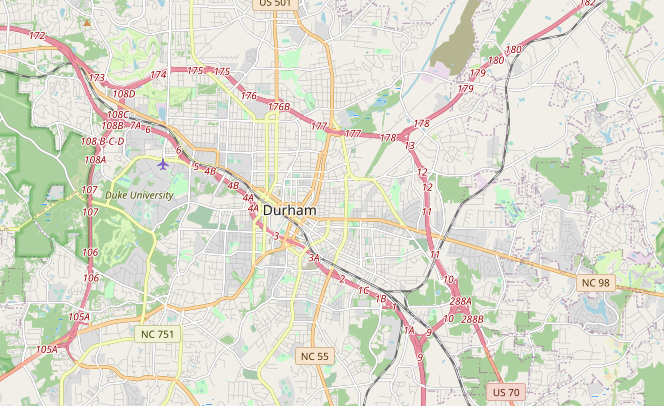 US 501
182
172
180
180
173
174
175
175
179
179
108D
176
176B
108C
177
177
178
178
108B
7A
6
13
108 B-C-D
108A
6
5
4B
12
12
4B
107
Duke University
4A
107
4A
Durham
11
3
11
106
3A
106
2
10
NC 98
1C
1B
288A
1
105A
10
288B
NC 751
1A
9
105A
NC 55
9
US 70